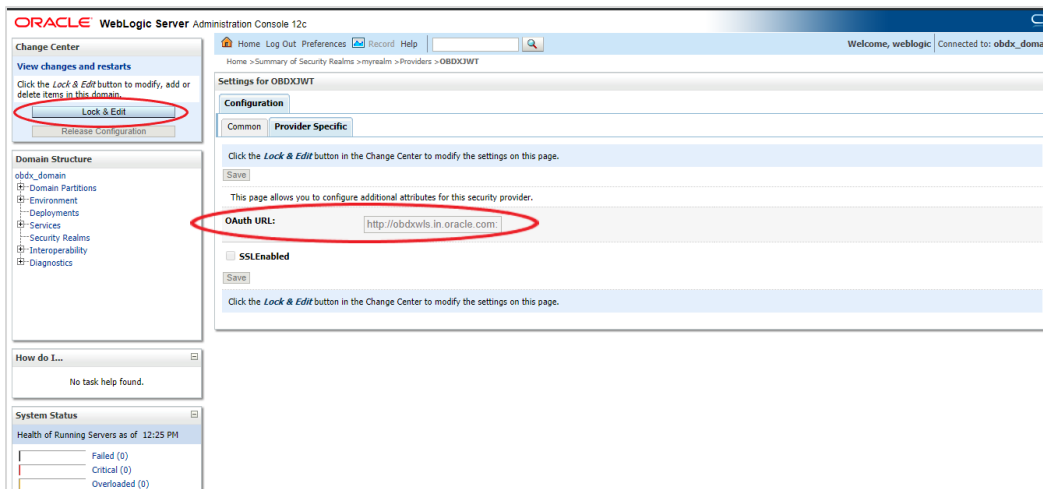 ORACLE WebLogic Server Administration Console 12c
Change Center
View changes and restarts
Click the Lock & Edit button to modify, add or
delete items in this domain.
Lock & Edit
Release Configuration
Domain Structure
obdx_domain
Domain Partitions
Environment
Deployments
Services
Security Realms
Interoperability
Diagnostics
How do I...
No task help found.
System Status
Health of Running Servers as of 12:25 PM
Failed (0)
Critical (0)
Overloaded (0)
Home Log Out Preferences Record Help
Welcome, weblogic Connected to: obdx_doma
Home >Summary of Security Realms >myrealm >Providers >OBDXJWT
Settings for OBDXJWT
Configuration
Common Provider Specific
Click the Lock & Edit button in the Change Center to modify the settings on this page.
Save
This page allows you to configure additional attributes for this security provider.
OAuth URL: http://obdxwls.in.oracle.com:
SSLEnabled
Save
Click the Lock & Edit button in the Change Center to modify the settings on this page.